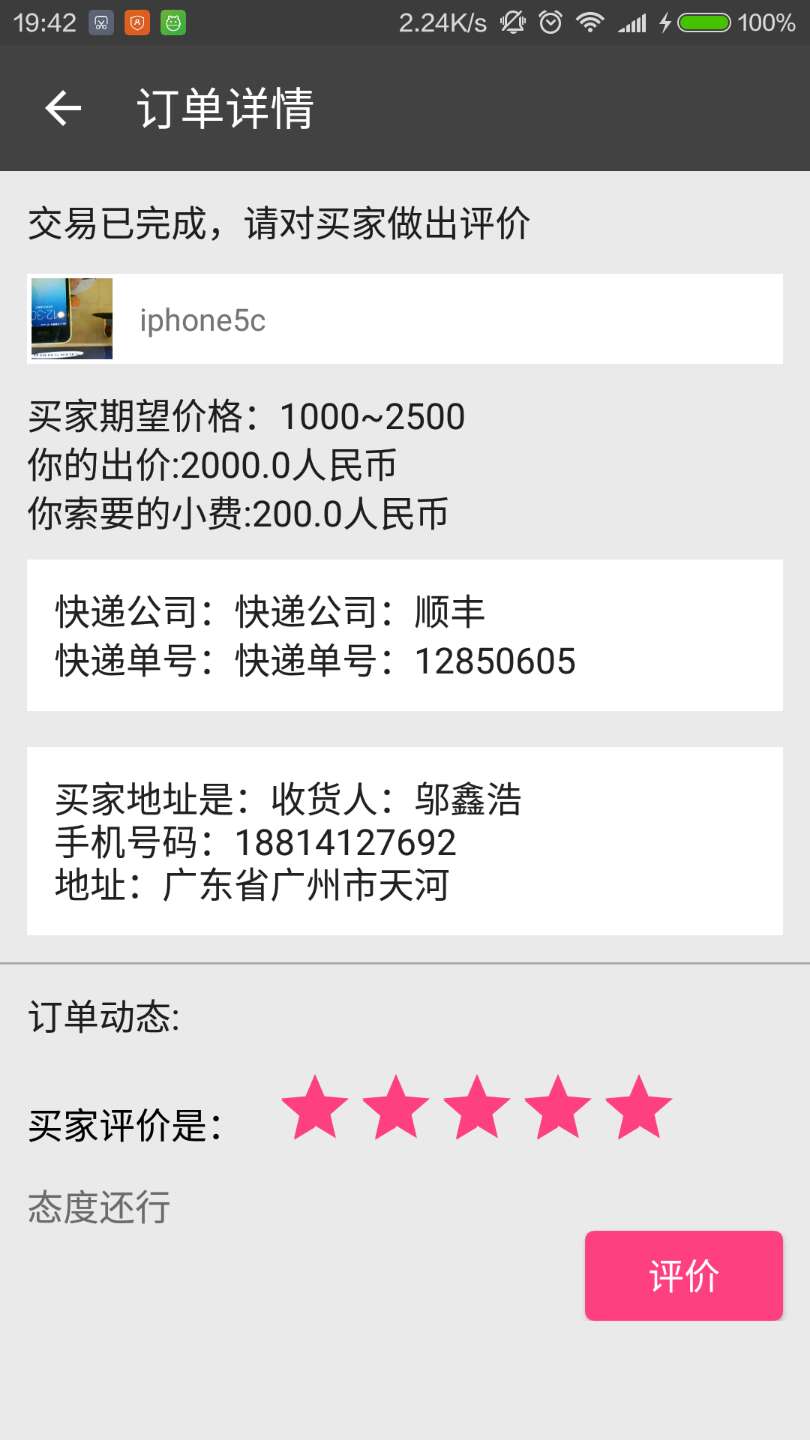 19:42
2.24K/s
100%
订单详情
交易已完成，请对买家做出评价
iphone5c
买家期望价格：1000~2500
你的出价:2000.0人民币
你索要的小费:200.0人民币
快递公司：快递公司：顺丰
快递单号：快递单号：12850605
买家地址是：收货人：邬鑫浩
手机号码：18814127692
地址：广东省广州市天河
订单动态:
买家评价是：
态度还行
评价